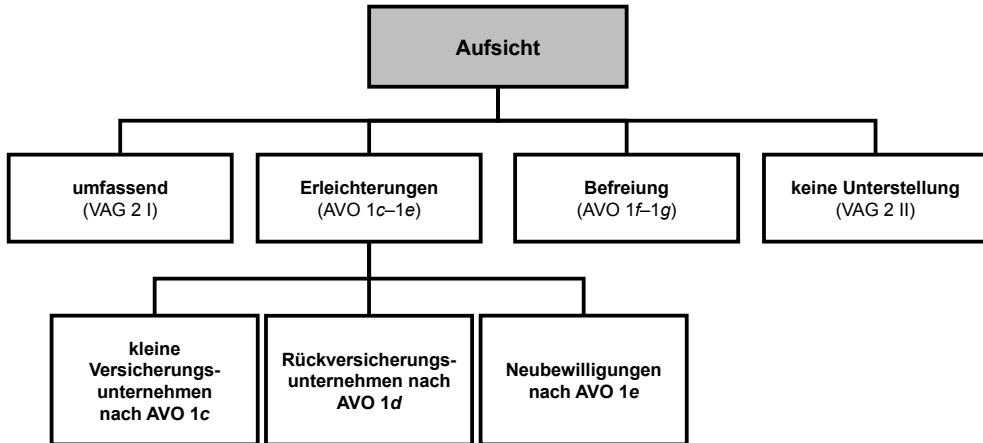 Aufsicht
umfassend
(VAG 2 I)
Erleichterungen
(AVO 1c–1e)
Befreiung
(AVO 1f–1g)
keine Unterstellung
(VAG 2 II)
kleine
Versicherungs-
unternehmen
nach AVO 1c
Rückversicherungs-
unternehmen nach
AVO 1d
Neubewilligungen
nach AVO 1e